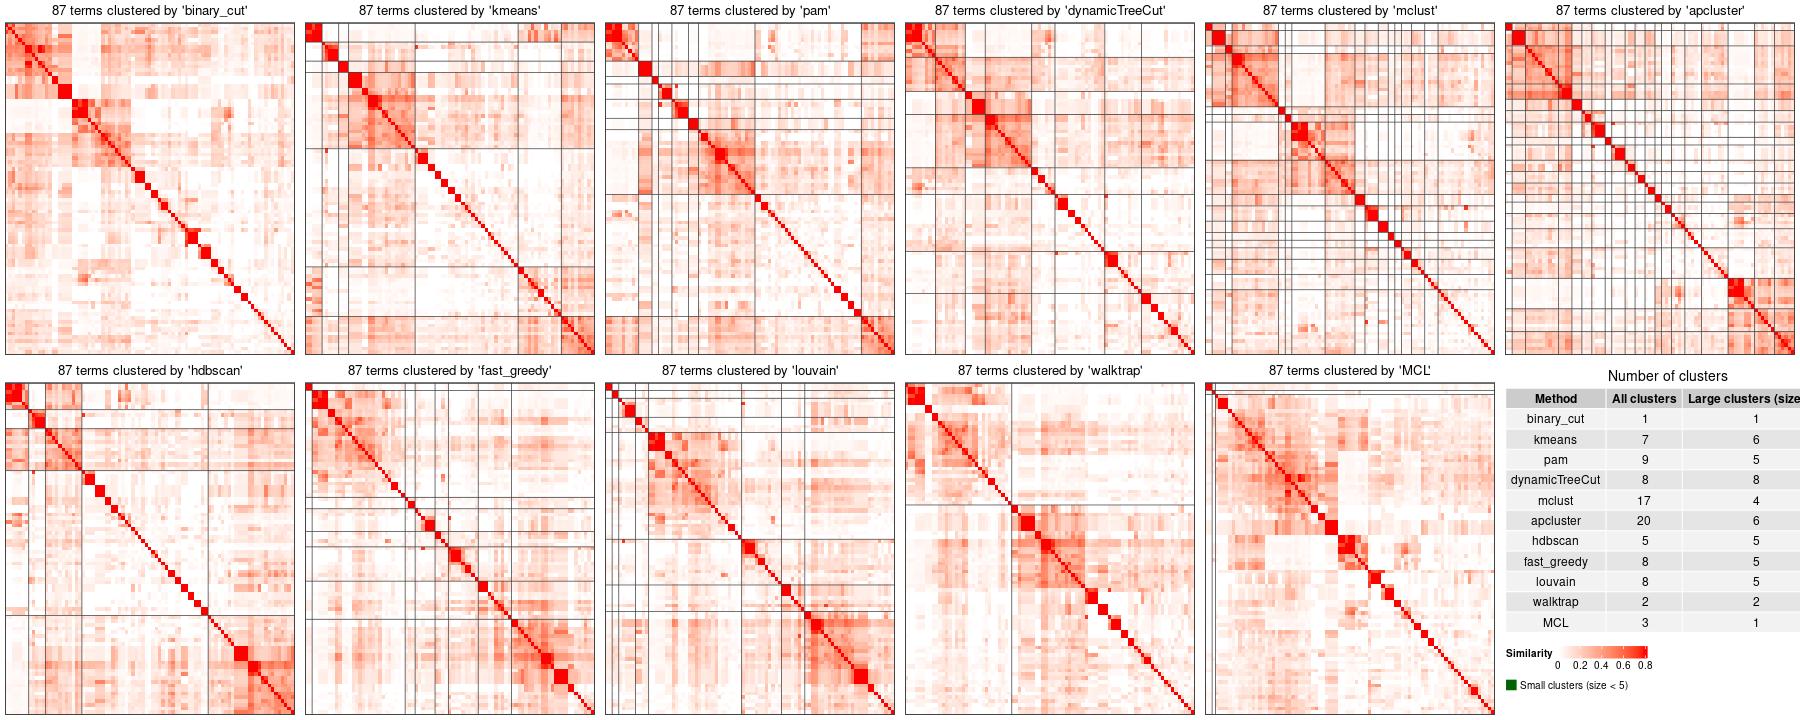 87 terms clustered by 'binary_cut'
87 terms clustered by 'kmeans'
87 terms clustered by 'pam'
87 terms clustered by 'dynamicTreeCut'
87 terms clustered by 'mclust'
87 terms clustered by 'apcluster'
87 terms clustered by 'hdbscan'
87 terms clustered by 'fast_greedy'
87 terms clustered by 'louvain'
87 terms clustered by 'walktrap'
87 terms clustered by 'MCL'
Number of clusters
Method All clusters Large clusters (size
binary_cut 1 1
kmeans 7 6
pam 9 5
dynamicTreeCut 8 8
mclust 17 4
apcluster 20 6
hdbscan 5 5
fast_greedy 8 5
louvain 8 5
walktrap 2 2
MCL 3 1
Similarity
0 0.2 0.4 0.6 0.8
Small clusters (size < 5)